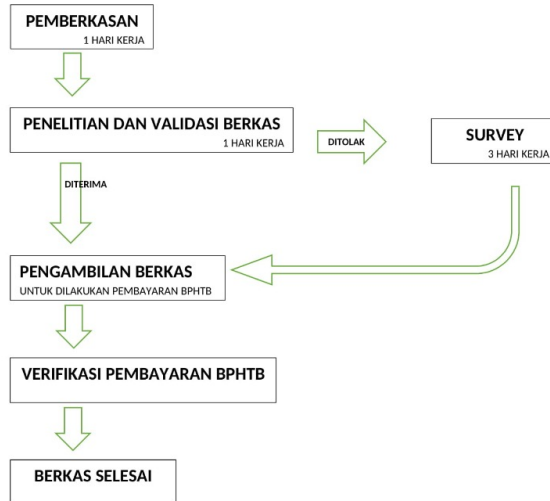 PEMBERKASAN
1 HARI KERJA
PENELITIAN DAN VALIDASI BERKAS
1 HARI KERJA
DITOLAK
SURVEY
3 HARI KERJA
DITERIMA
PENGAMBILAN BERKAS
UNTUK DILAKUKAN PEMBAYARAN BPHTB
VERIFIKASI PEMBAYARAN BPHTB
BERKAS SELESAI